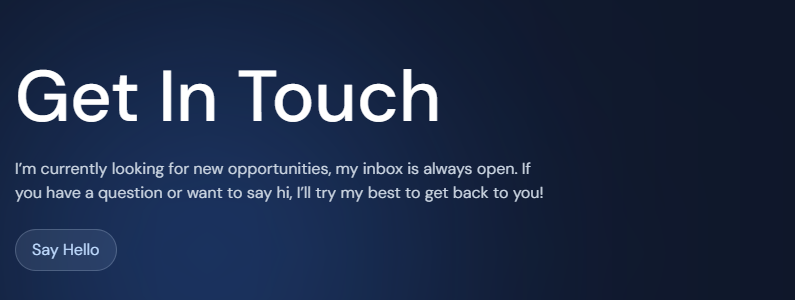 Get In Touch
I’m currently looking for new opportunities, my inbox is always open. If
you have a question or want to say hi, I’ll try my best to get back to you!
Say Hello